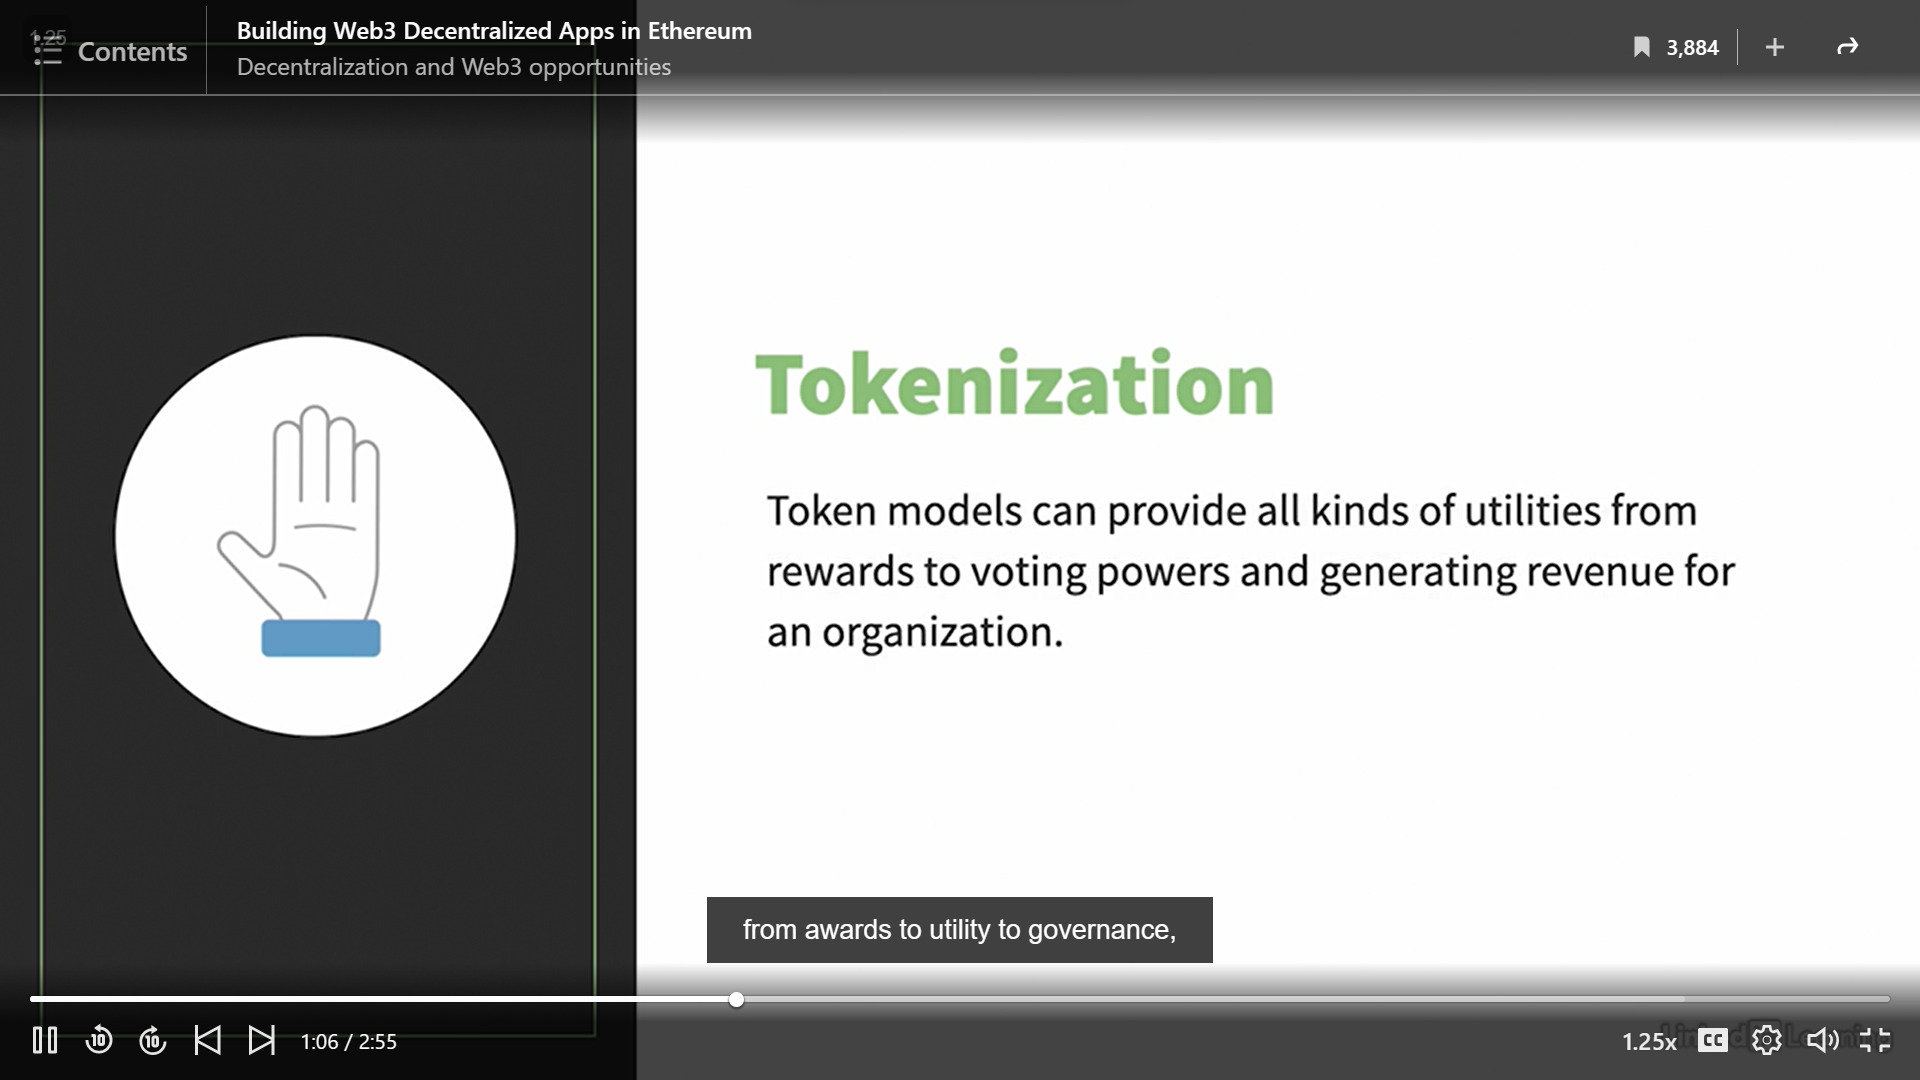 1.25
Contents
Building Web3 Decentralized Apps in Ethereum
Decentralization and Web3 opportunities
3,884
Tokenization
Token models can provide all kinds of utilities from
rewards to voting powers and generating revenue for
an organization.
from awards to utility to governance,
10
10
1:06 / 2:55
1.25x
CC